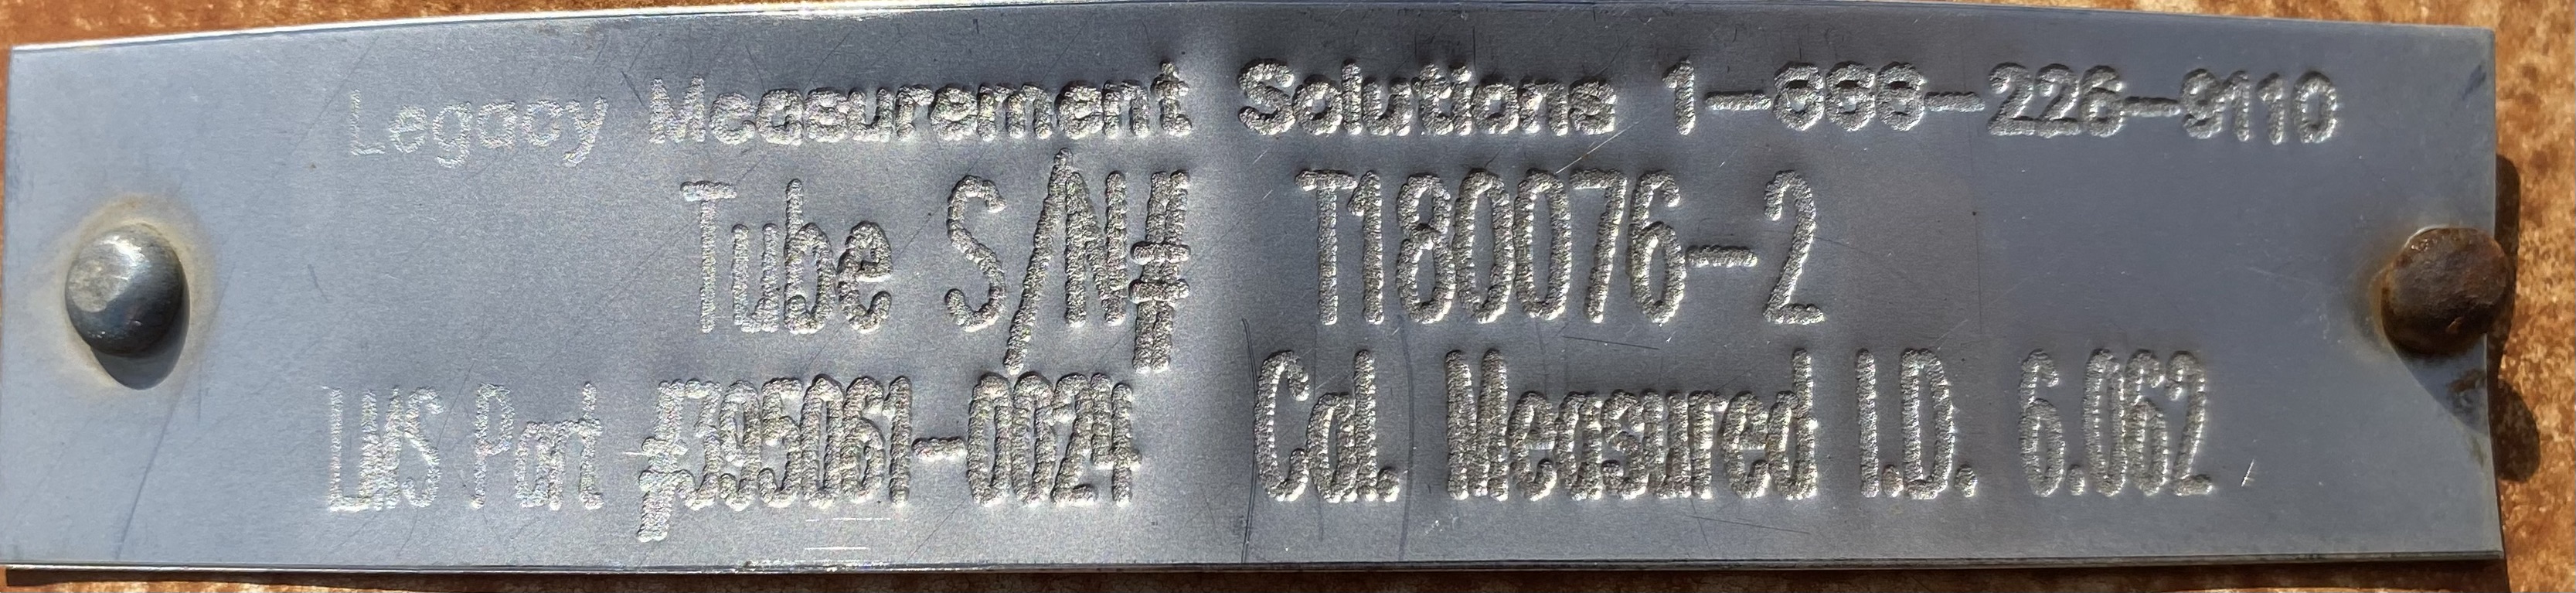 Legacy Measurement Solutions 1-888-226-9110
Tube S/N# T180076-2
LMS Part #395061-0024 Cal. Measured I.D. 6.062